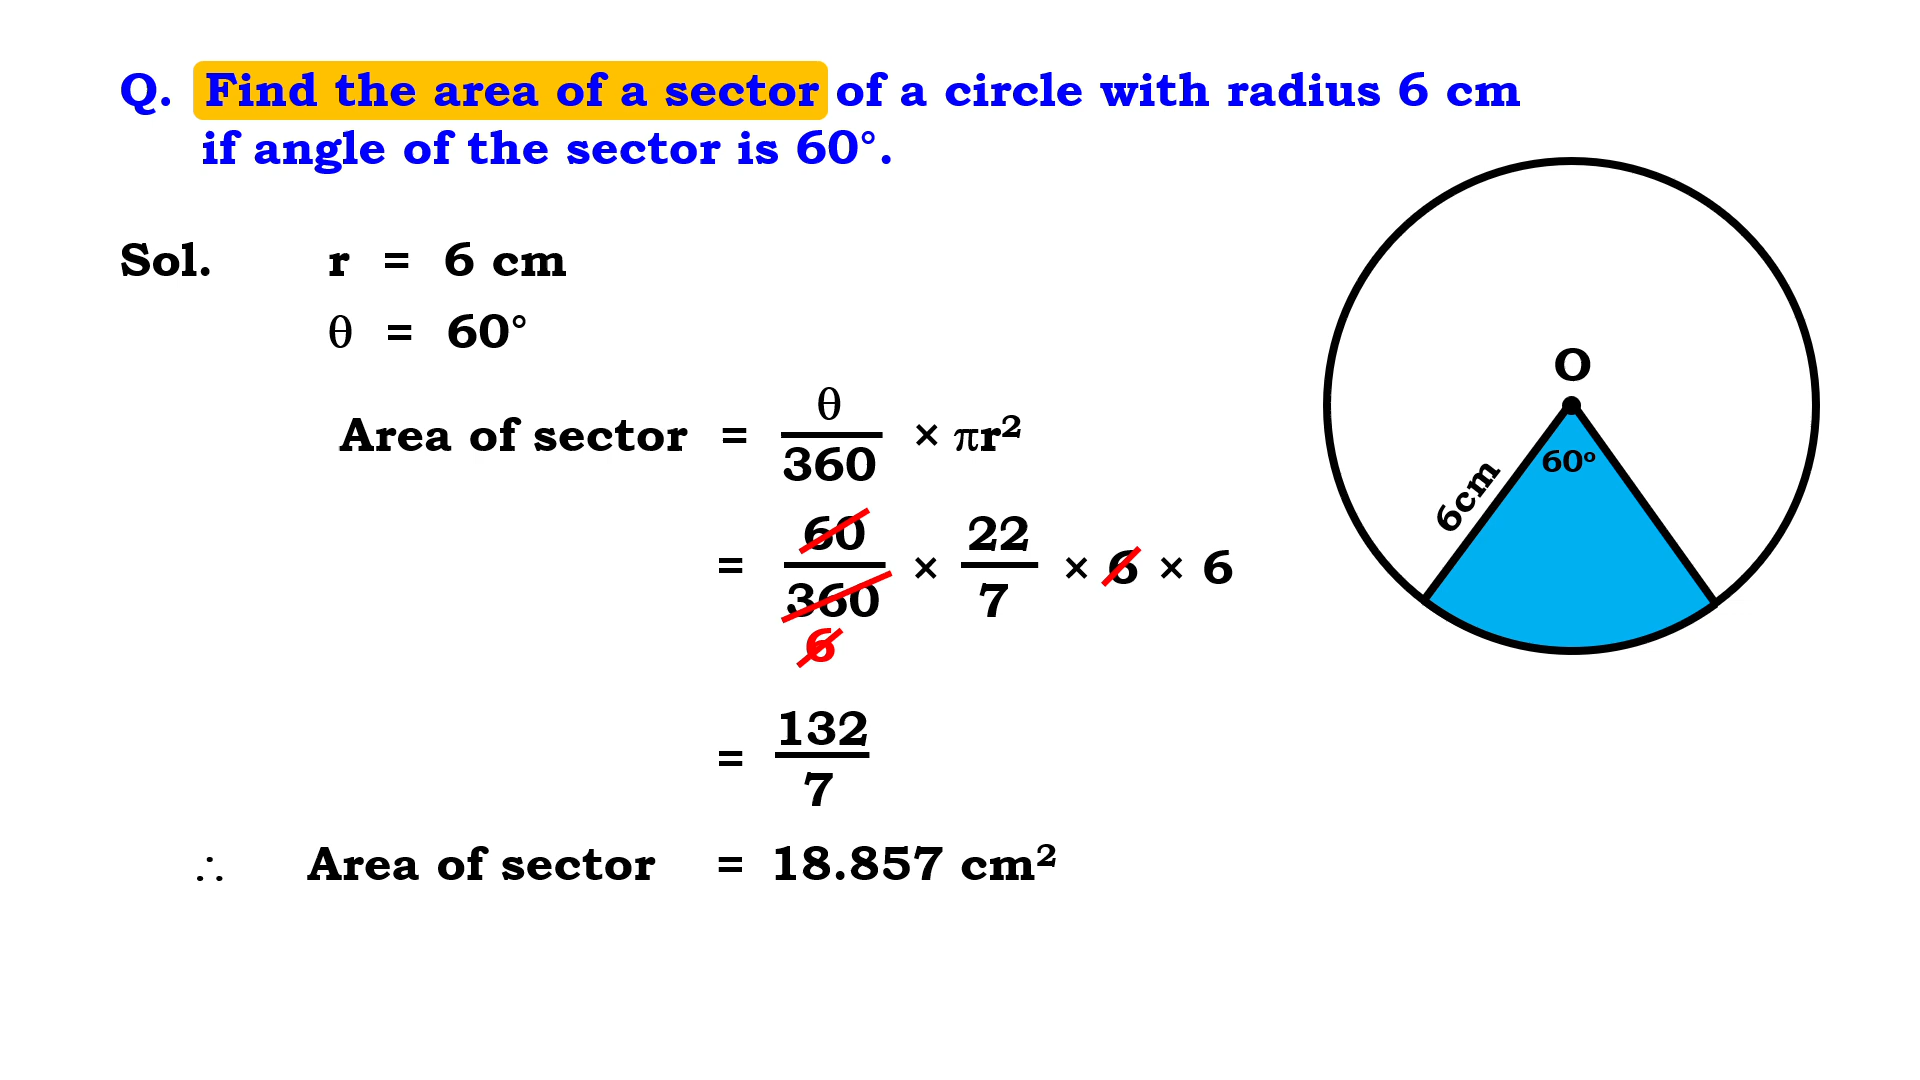 Q. Find the area of a sector of a circle with radius 6 cm
if angle of the sector is 60°.
Sol. r = 6 cm
θ = 60°
Area of sector = θ/360 × πr²
= 60/360 × 22/7 × 6 × 6
6
= 132/7
∴ Area of sector = 18.857 cm²
O
60°
6cm